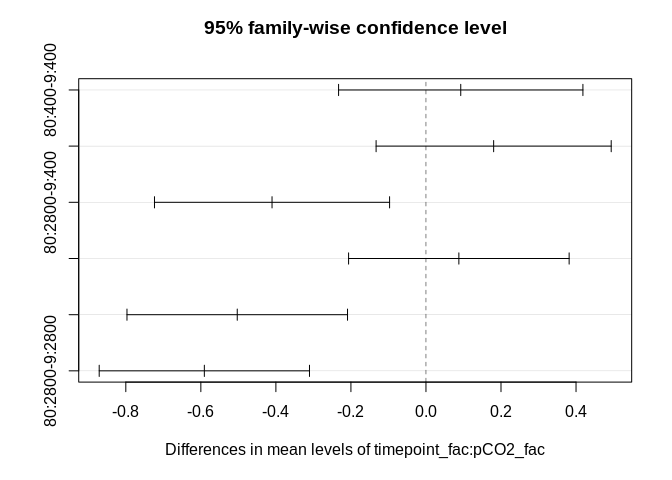 95% family-wise confidence level
80:400-9:400
80:2800-9:400
80:2800-9:2800
-0.8 -0.6 -0.4 -0.2 0.0 0.2 0.4
Differences in mean levels of timepoint_fac:pCO2_fac